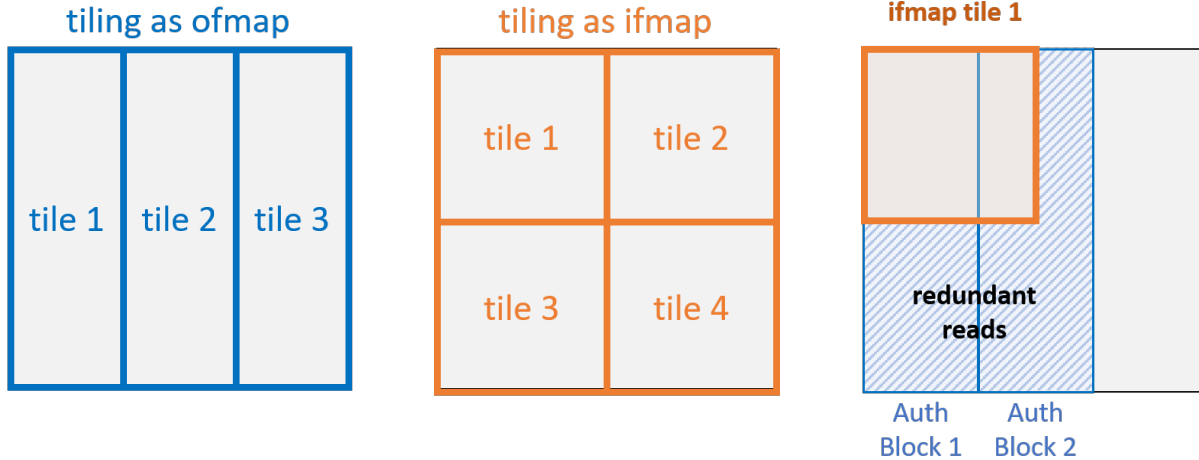 tiling as ofmap
tile 1
tile 2
tile 3
tiling as ifmap
tile 1
tile 2
tile 3
tile 4
ifmap tile 1
redundant
reads
Auth
Block 1
Auth
Block 2